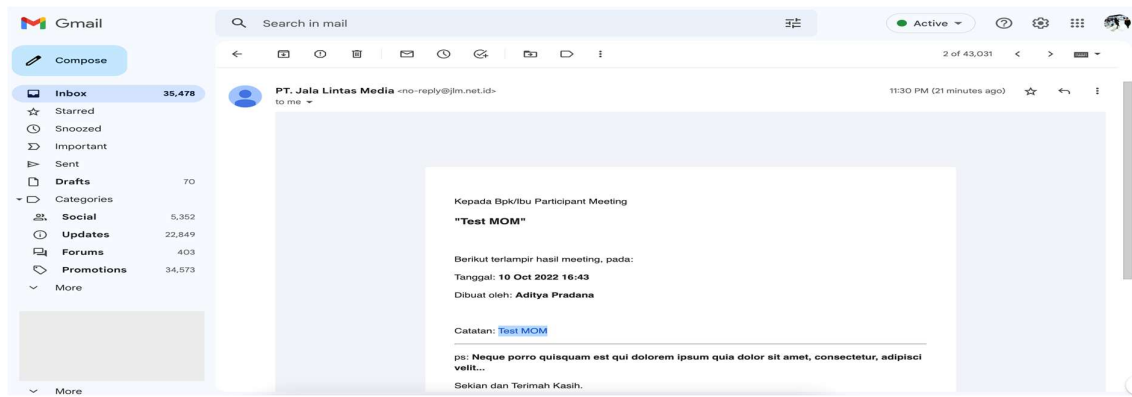 Gmail
Search in mail
Active
Compose
2 of 43,031
Inbox 35,478
Starred
Snoozed
Important
Sent
Drafts 70
Categories
Social 5,352
Updates 22,849
Forums 403
Promotions 34,573
More
More
PT. Jala Lintas Media <no-reply@jlm.net.id>
11:30 PM (21 minutes ago)
to me
Kepada Bpk/Ibu Participant Meeting
"Test MOM"
Berikut terlampir hasil meeting, pada:
Tanggal: 10 Oct 2022 16:43
Dibuat oleh: Aditya Pradana
Catatan: Test MOM
ps: Neque porro quisquam est qui dolorem ipsum quia dolor sit amet, consectetur, adipisci
velit...
Sekian dan Terimah Kasih.